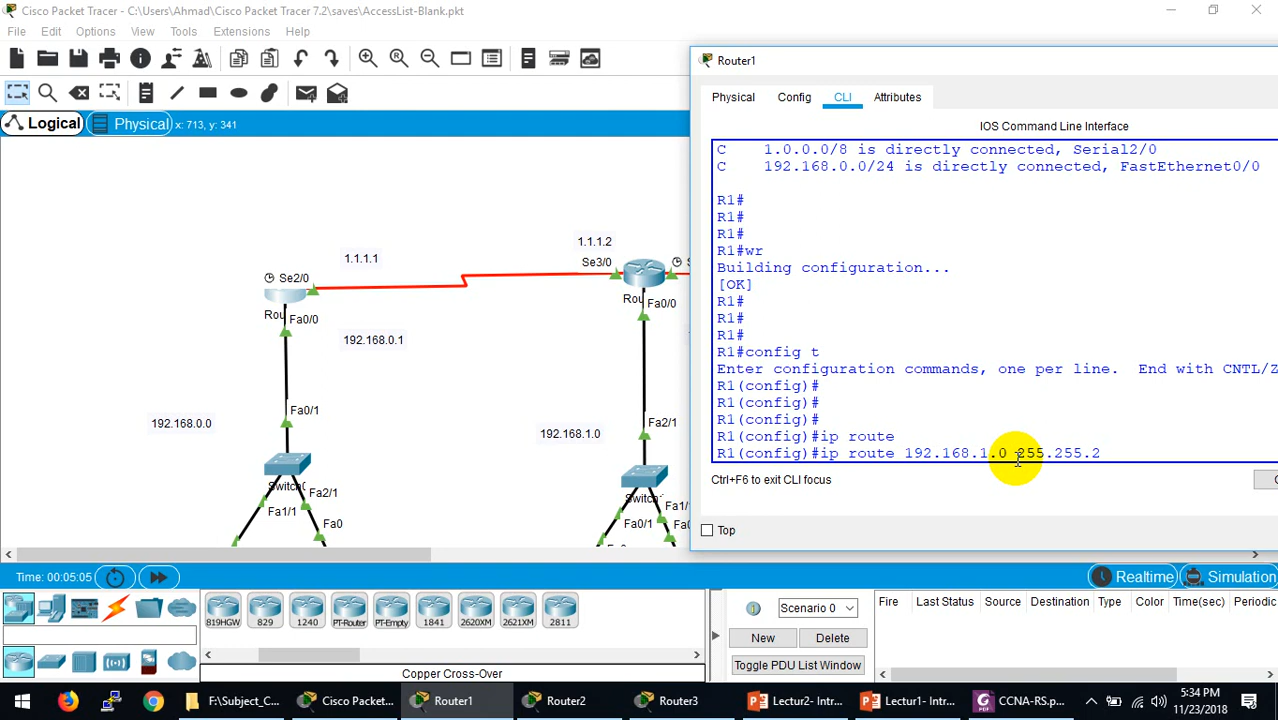 Cisco Packet Tracer - C:\Users\Ahmad\Cisco Packet Tracer 7.2\saves\AccessList-Blank.pkt
File Edit Options View Tools Extensions Help
Logical Physical x: 713, y: 341
Router1
Physical Config CLI Attributes
IOS Command Line Interface
C 1.0.0.0/8 is directly connected, Serial2/0
C 192.168.0.0/24 is directly connected, FastEthernet0/0
R1#
R1#
R1#
R1#wr
Building configuration...
[OK]
R1#
R1#
R1#
R1#config t
Enter configuration commands, one per line. End with CNTL/Z
R1(config)#
R1(config)#
R1(config)#
R1(config)#ip route
R1(config)#ip route 192.168.1.0 255.255.2
Ctrl+F6 to exit CLI focus
Top
1.1.1.2
1.1.1.1
Se3/0
Se2/0
Rou Fa0/0
Rou Fa0/0
192.168.0.1
Fa0/1
192.168.0.0
192.168.1.0
Fa2/1
Switch
Switch
Fa2/1
Fa1/1
Fa0
Fa1/
Fa0/1
Time: 00:05:05
Realtime Simulation
819HGW 829 1240 PT-Router PT-Empty 1841 2620XM 2621XM 2811
Copper Cross-Over
Scenario 0
New Delete
Toggle PDU List Window
Fire Last Status Source Destination Type Color Time(sec) Periodic
F:\Subject_C... Cisco Packet... Router1 Router2 Router3 Lectur2- Intr... Lectur1- Intr... CCNA-RS.p...
5:34 PM
11/23/2018